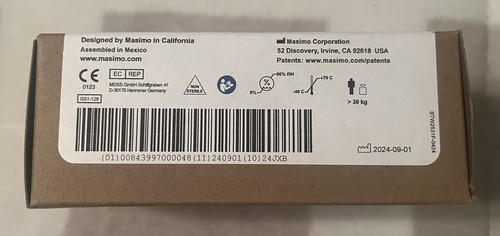 Designed by Masimo in California
Assembled in Mexico
www.masimo.com
Masimo Corporation
52 Discovery, Irvine, CA 92618 USA
Patents: www.masimo.com/patents
CE
0123
EC REP
MDSS GmbH Schiffgraben 41
D-30175 Hannover Germany
NON
STERILE
95% RH
5%
+70 C
-40 C
> 30 kg
GS1-128
(01)00843997000048(11)240901(10)24JXB
2024-09-01